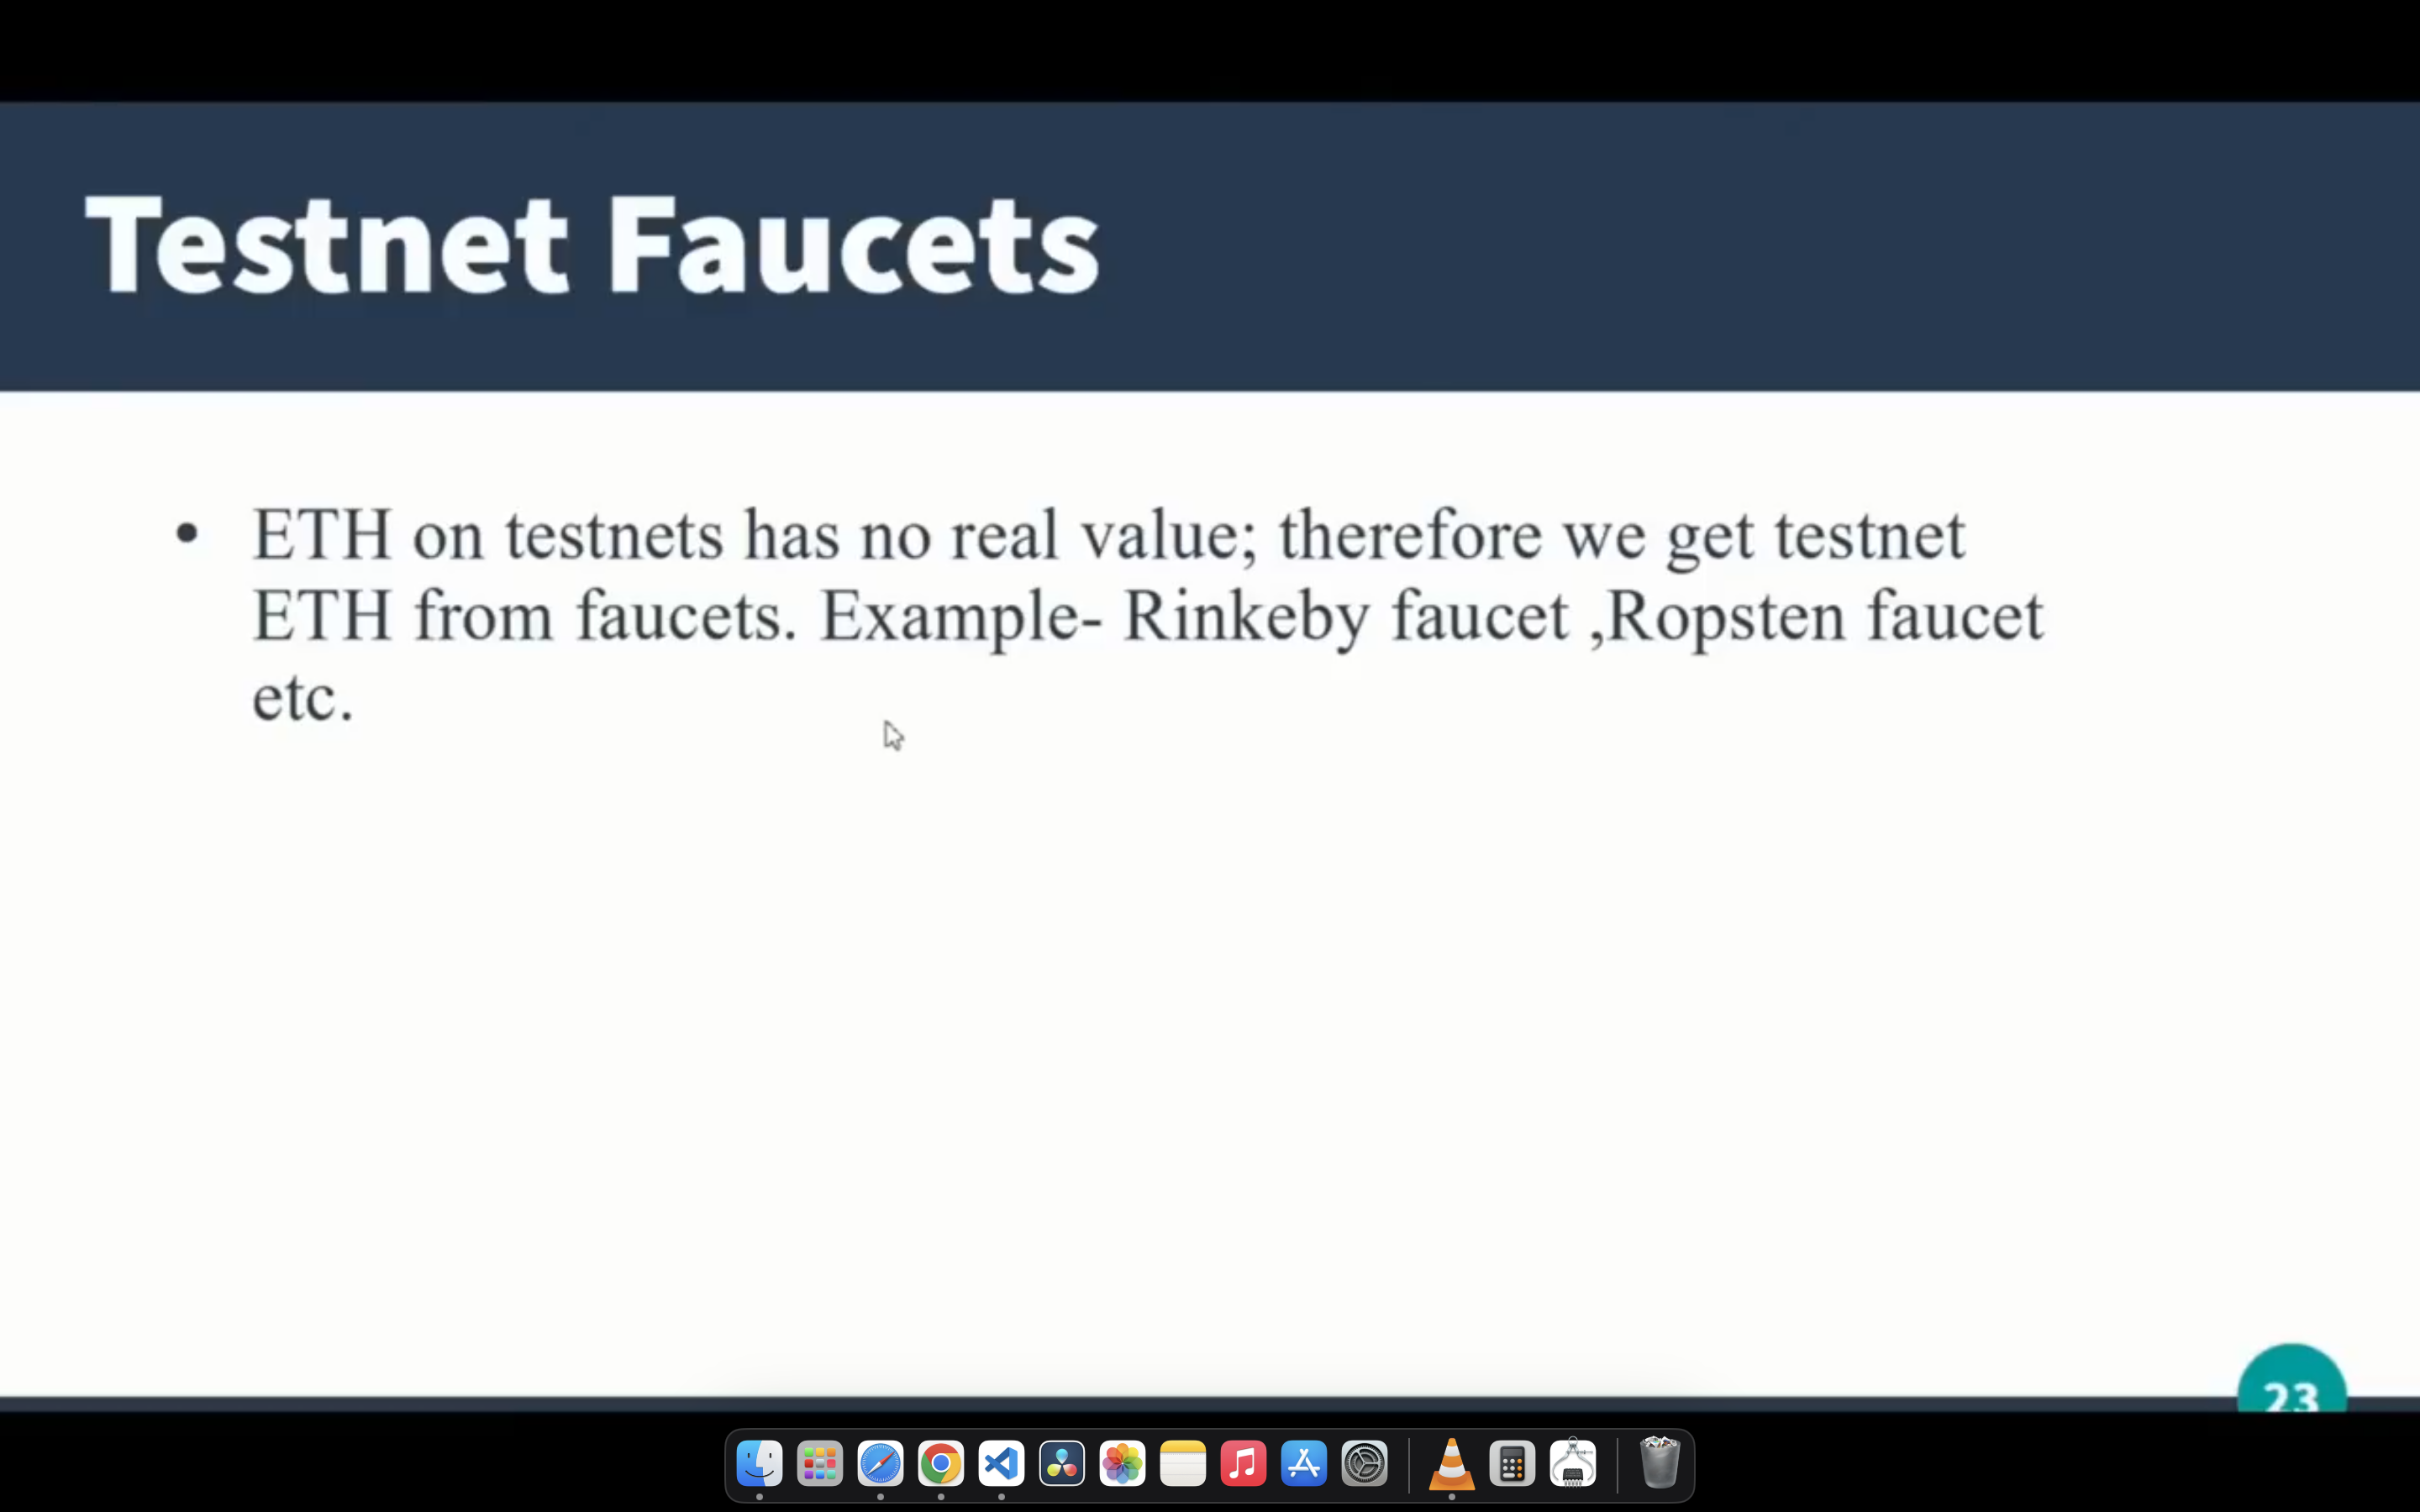 Testnet Faucets
• ETH on testnets has no real value; therefore we get testnet
ETH from faucets. Example- Rinkeby faucet ,Ropsten faucet
etc.
23